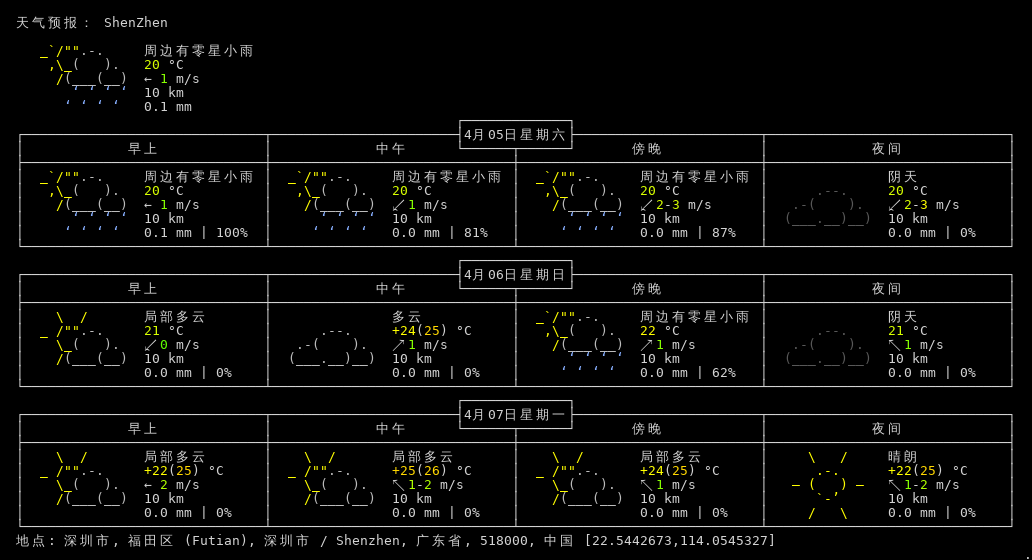 天气预报： ShenZhen
周边有零星小雨
20 °C
← 1 m/s
10 km
0.1 mm
4月05日星期六
早上 中午 傍晚 夜间
周边有零星小雨 周边有零星小雨 周边有零星小雨 阴天
20 °C 20 °C 20 °C 20 °C
← 1 m/s ↙ 1 m/s ↙ 2-3 m/s ↙ 2-3 m/s
10 km 10 km 10 km 10 km
0.1 mm | 100% 0.0 mm | 81% 0.0 mm | 87% 0.0 mm | 0%
4月06日星期日
早上 中午 傍晚 夜间
局部多云 多云 周边有零星小雨 阴天
21 °C +24(25) °C 22 °C 21 °C
↙ 0 m/s ↗ 1 m/s ↗ 1 m/s ↖ 1 m/s
10 km 10 km 10 km 10 km
0.0 mm | 0% 0.0 mm | 0% 0.0 mm | 62% 0.0 mm | 0%
4月07日星期一
早上 中午 傍晚 夜间
局部多云 局部多云 局部多云 晴朗
+22(25) °C +25(26) °C +24(25) °C +22(25) °C
← 2 m/s ↖ 1-2 m/s ↖ 1 m/s ↖ 1-2 m/s
10 km 10 km 10 km 10 km
0.0 mm | 0% 0.0 mm | 0% 0.0 mm | 0% 0.0 mm | 0%
地点: 深圳市, 福田区 (Futian), 深圳市 / Shenzhen, 广东省, 518000, 中国 [22.5442673,114.0545327]